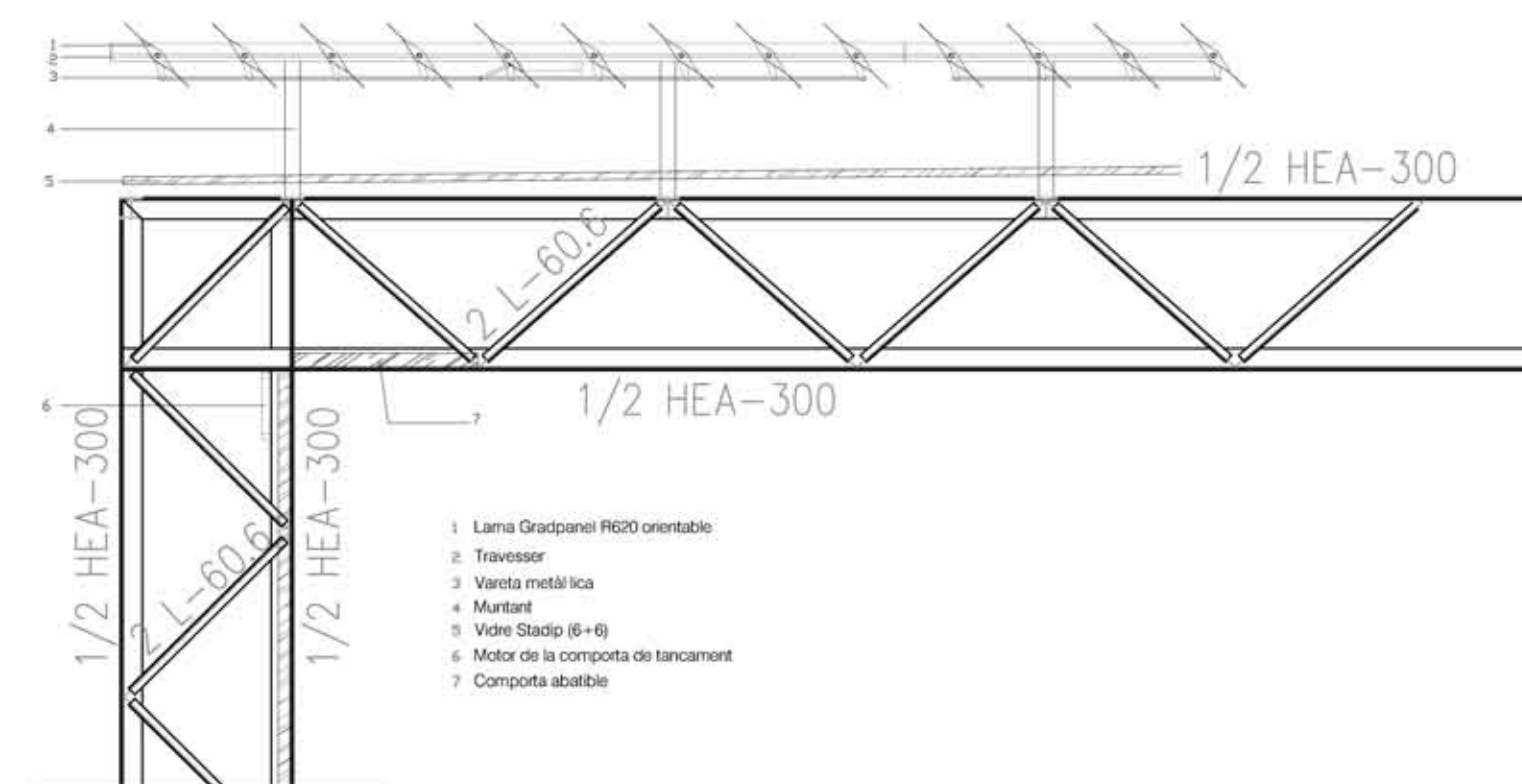 1
2
3
4
5
1/2 HEA-300
2 L-60.6
1/2 HEA-300
6
7
1/2 HEA-300
1/2 HEA-300
2 L-60.6
1 Lama Gradpanel R620 orientable
2 Travesser
3 Vareta metàl·lica
4 Muntant
5 Vidre Stadip (6+6)
6 Motor de la comporta de tancament
7 Comporta abatible